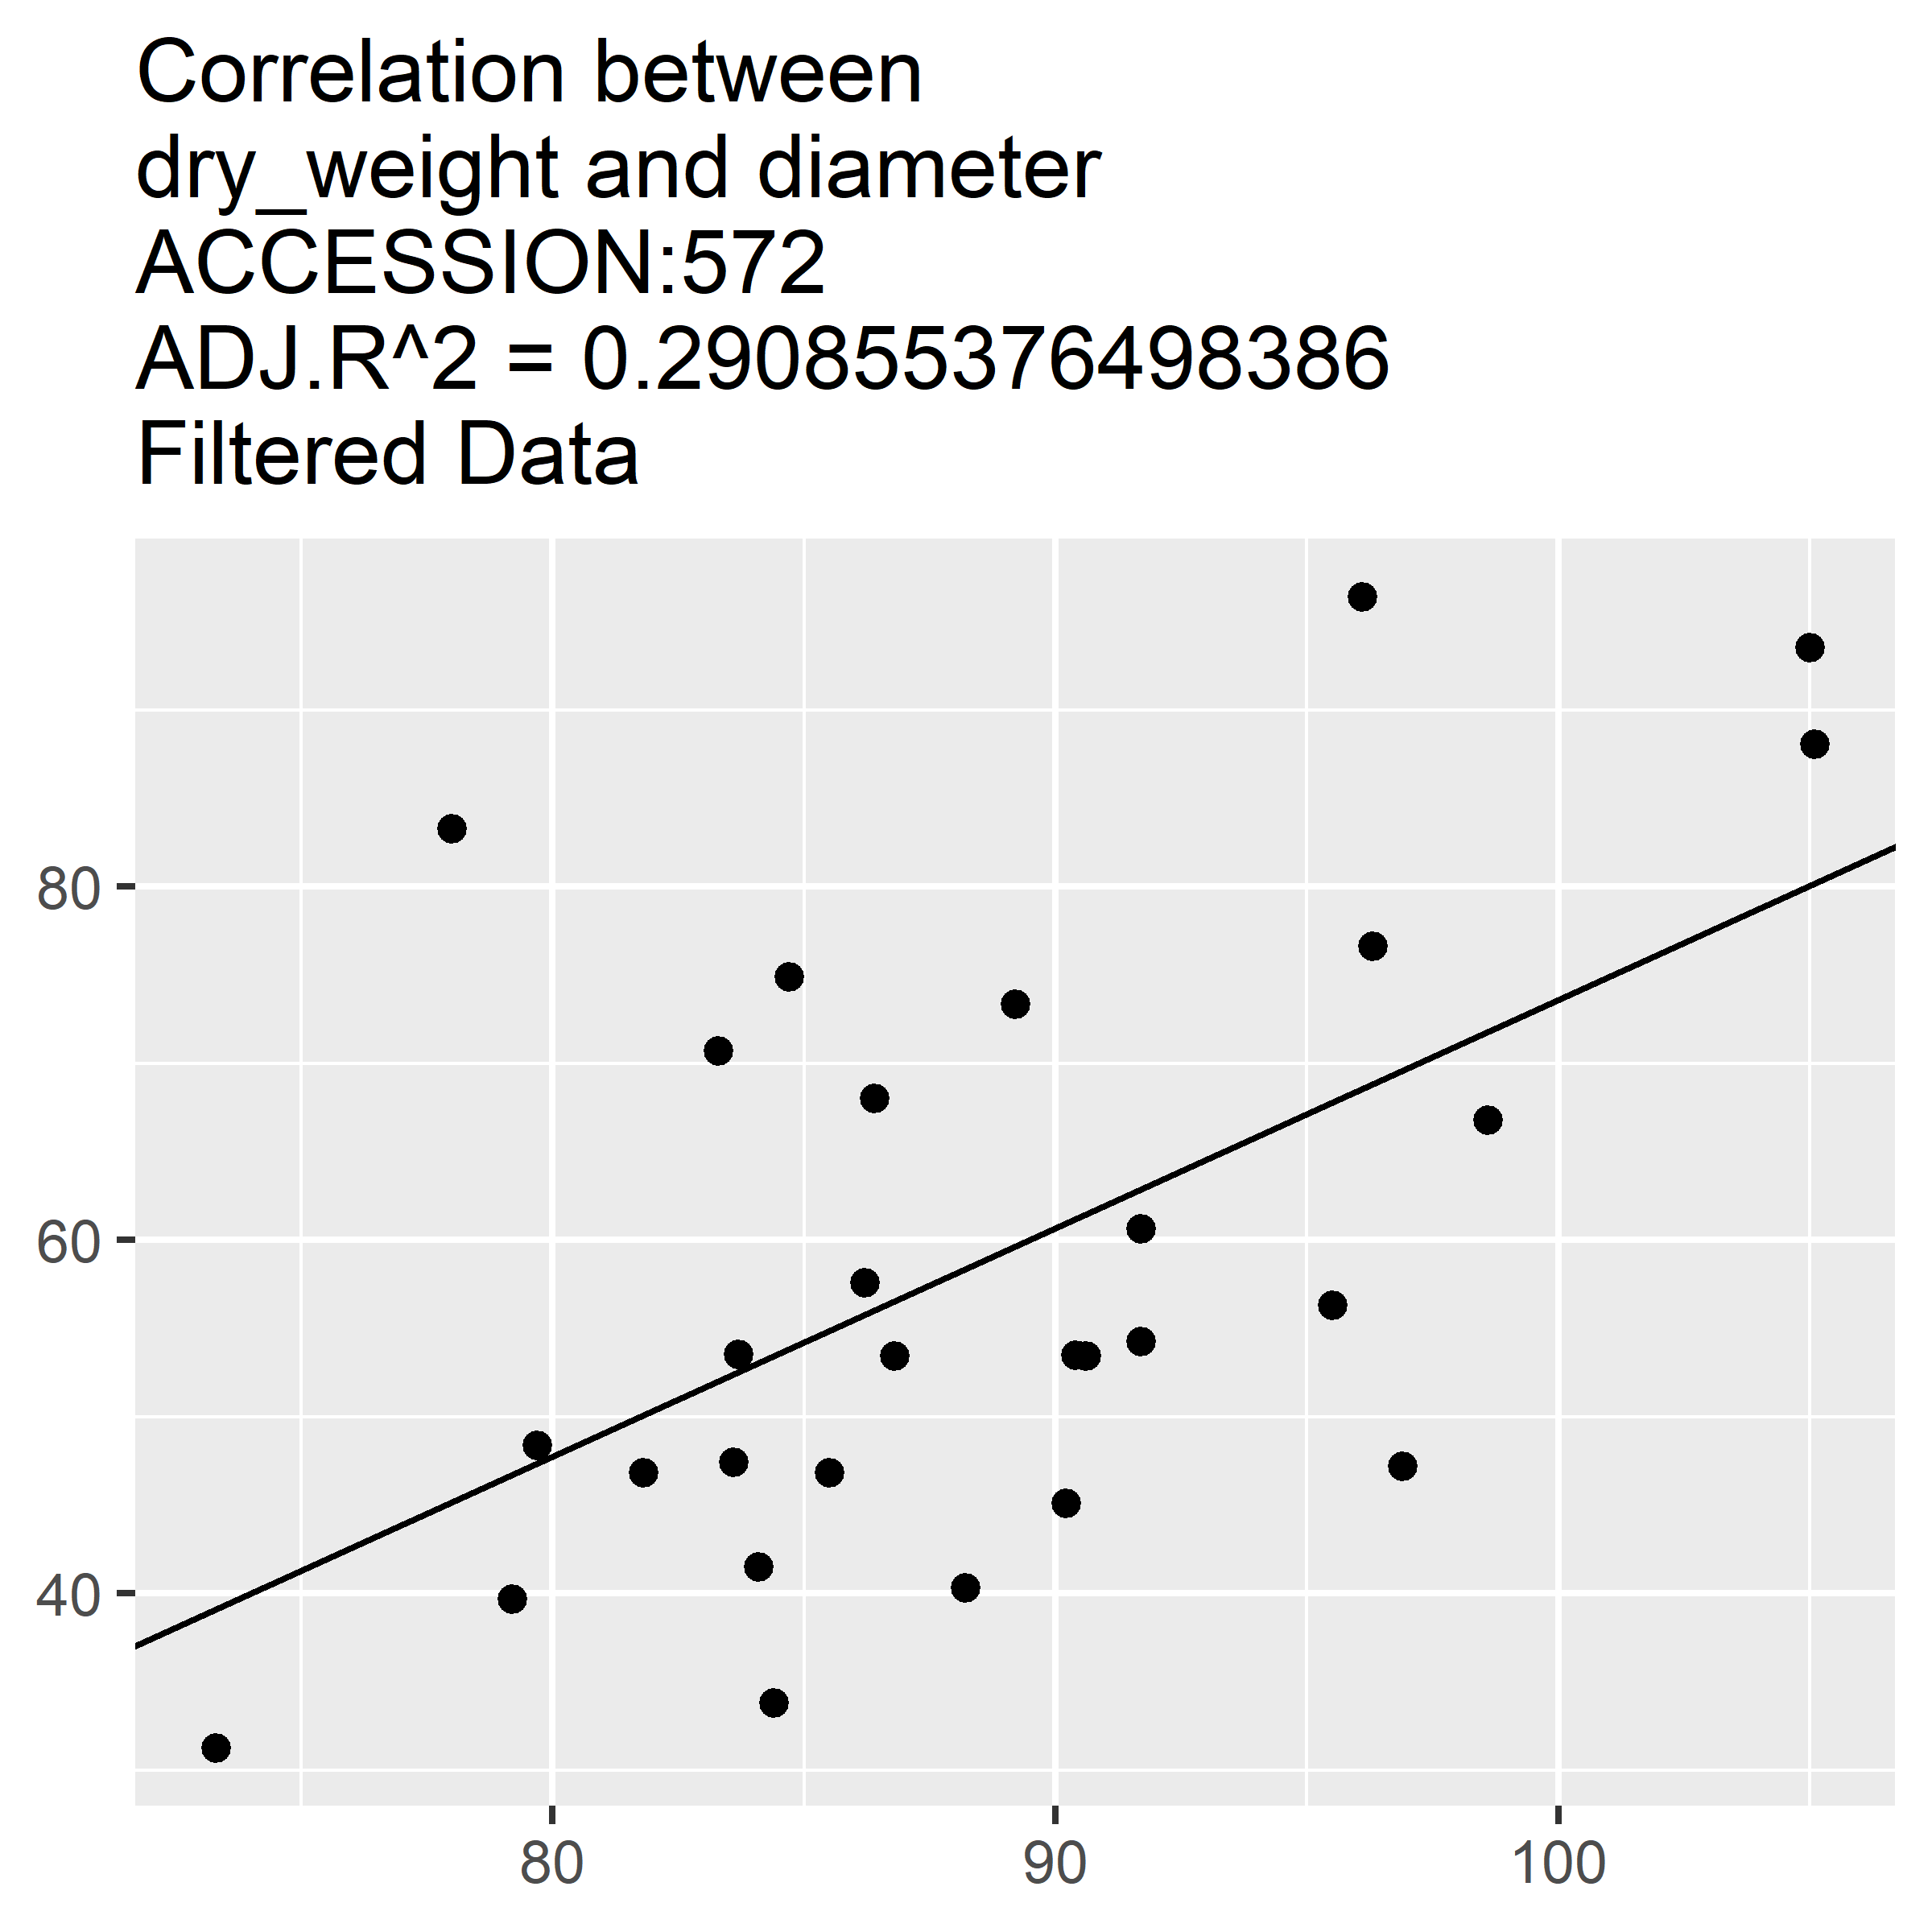 Correlation between
dry_weight and diameter
ACCESSION:572
ADJ.R^2 = 0.290855376498386
Filtered Data
80
60
40
80
90
100